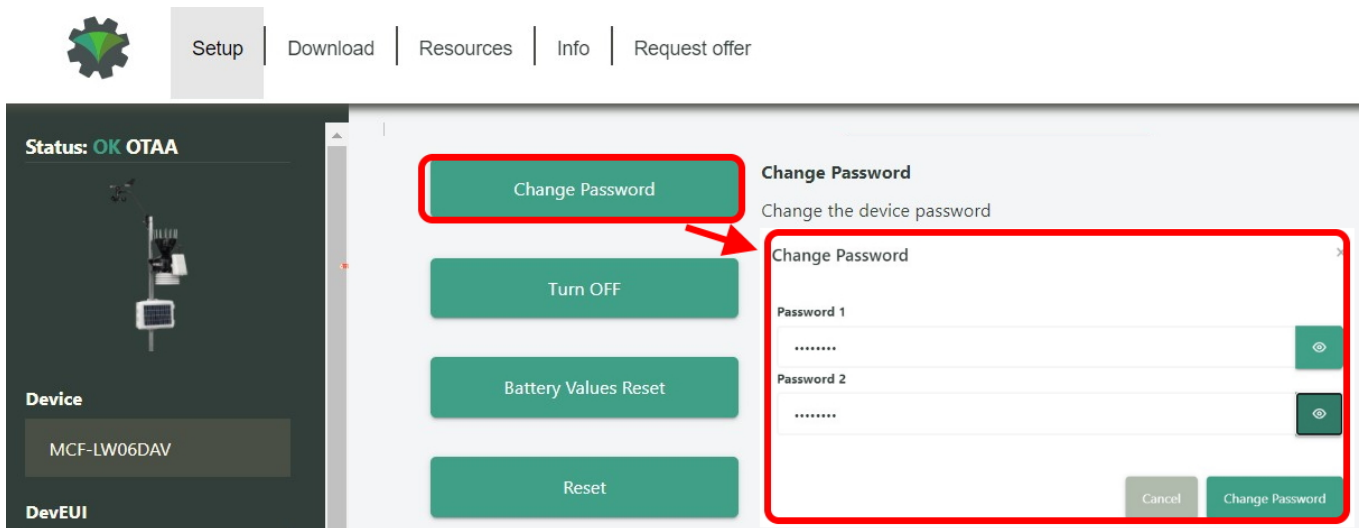 Setup
Download
Resources
Info
Request offer
Status: OK OTAA
Device
MCF-LW06DAV
DevEUI
Change Password
Turn OFF
Battery Values Reset
Reset
Change Password
Change the device password
Change Password
Password 1
••••••••
Password 2
••••••••
Cancel
Change Password